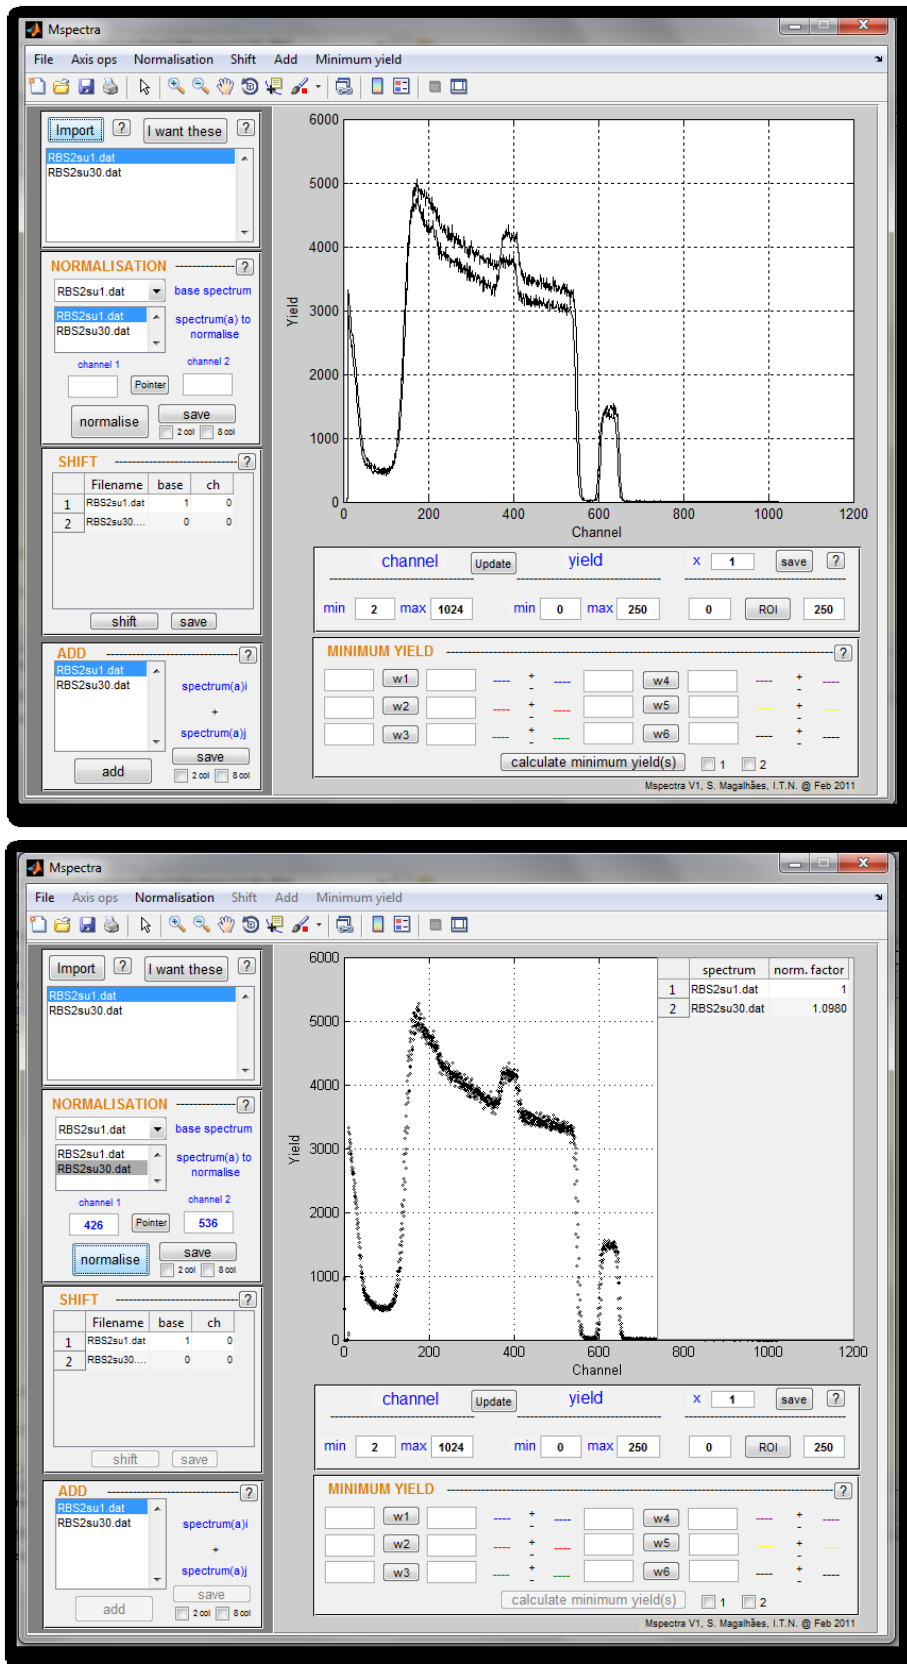 Mspectra
File Axis ops Normalisation Shift Add Minimum yield
Import ? I want these ?
RBS2su1.dat
RBS2su30.dat
NORMALISATION ?
RBS2su1.dat base spectrum
RBS2su1.dat spectrum(a) to
RBS2su30.dat normalise
channel 1 channel 2
Pointer
normalise save
2 col 8 col
SHIFT ?
Filename base ch
1 RBS2su1.dat 1 0
2 RBS2su30.... 0 0
shift save
ADD ?
RBS2su1.dat
RBS2su30.dat spectrum(a)i
+
spectrum(a)j
save
add 2 col 8 col
6000
5000
4000
3000
2000
1000
0
Yield
0 200 400 600 800 1000 1200
Channel
channel Update yield x 1 save ?
min 2 max 1024 min 0 max 250 0 ROI 250
MINIMUM YIELD ?
w1 ---- + - ---- w4 ---- + - ----
w2 ---- + - ---- w5 ---- + - ----
w3 ---- + - ---- w6 ---- + - ----
calculate minimum yield(s) 1 2
Mspectra V1, S. Magalhães, I.T.N. @ Feb 2011
Mspectra
File Axis ops Normalisation Shift Add Minimum yield
Import ? I want these ?
RBS2su1.dat
RBS2su30.dat
NORMALISATION ?
RBS2su1.dat base spectrum
RBS2su1.dat spectrum(a) to
RBS2su30.dat normalise
channel 1 channel 2
426 Pointer 536
normalise save
2 col 8 col
SHIFT ?
Filename base ch
1 RBS2su1.dat 1 0
2 RBS2su30.... 0 0
shift save
ADD ?
RBS2su1.dat
RBS2su30.dat spectrum(a)i
+
spectrum(a)j
save
add 2 col 8 col
6000
5000
4000
3000
2000
1000
0
Yield
0 200 400 600 800 1000 1200
Channel
spectrum norm. factor
1 RBS2su1.dat 1
2 RBS2su30.dat 1.0980
channel Update yield x 1 save ?
min 2 max 1024 min 0 max 250 0 ROI 250
MINIMUM YIELD ?
w1 ---- + - ---- w4 ---- + - ----
w2 ---- + - ---- w5 ---- + - ----
w3 ---- + - ---- w6 ---- + - ----
calculate minimum yield(s) 1 2
Mspectra V1, S. Magalhães, I.T.N. @ Feb 2011